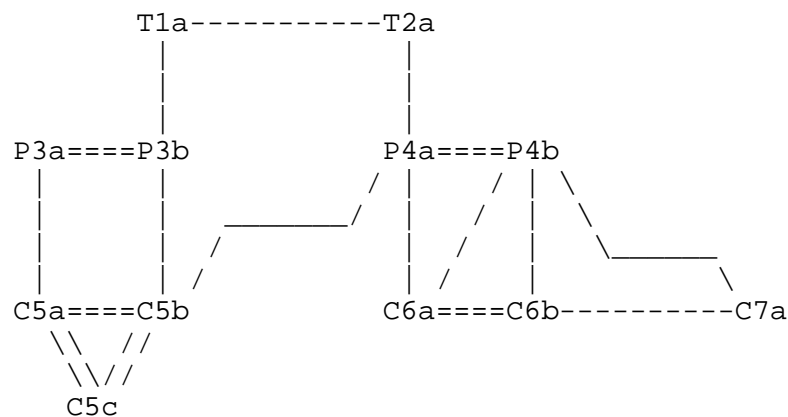 T1a-----------T2a
P3a====P3b P4a====P4b
C5a====C5b C6a====C6b----------C7a
C5c